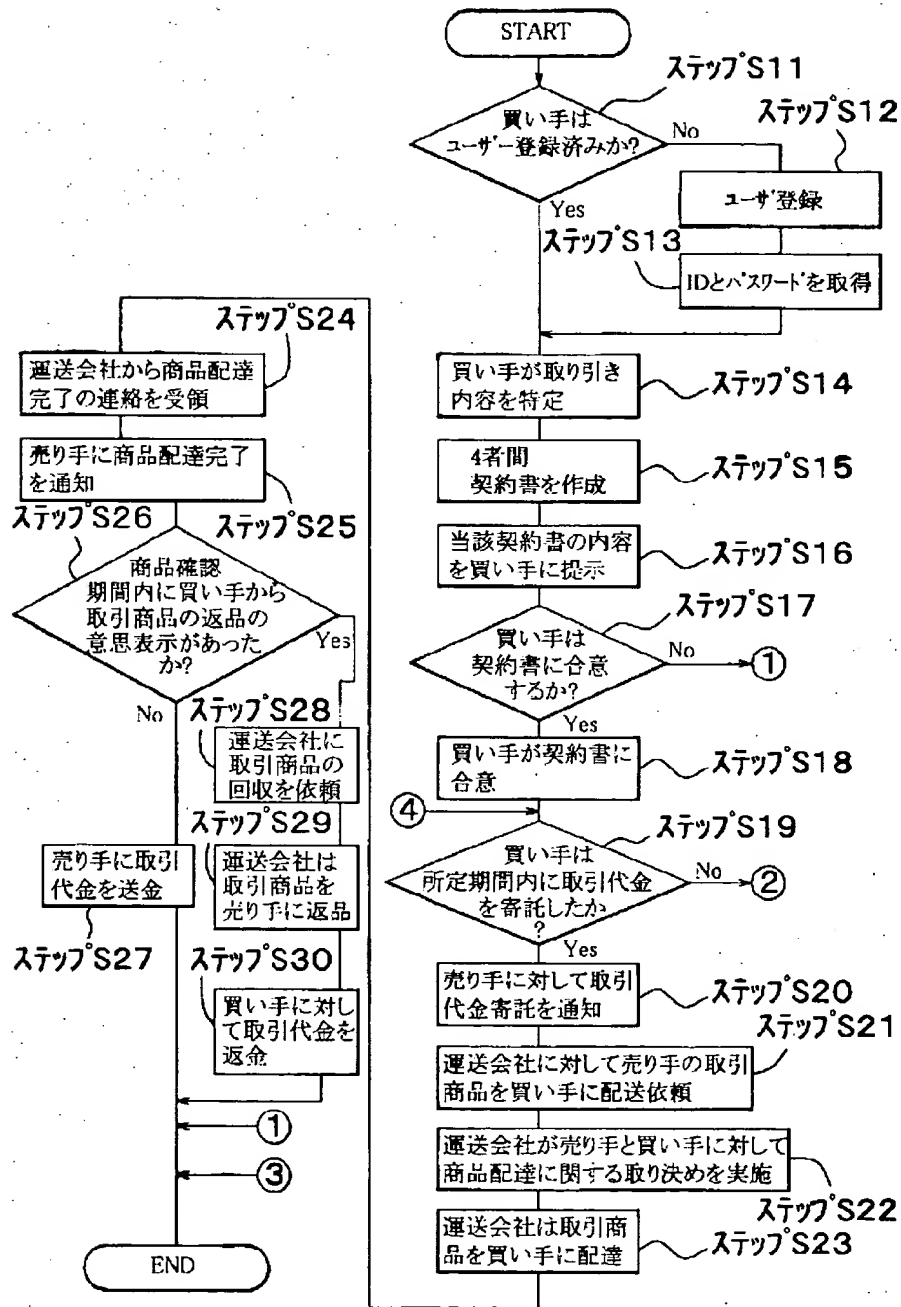 START
ステップS11
買い手は
ユーザー登録済みか?
No
ステップS12
ユーザ登録
Yes
ステップS13
IDとパスワードを取得
買い手が取り引き
内容を特定
ステップS14
4者間
契約書を作成
ステップS15
当該契約書の内容
を買い手に提示
ステップS16
ステップS17
買い手は
契約書に合意
するか?
No
①
Yes
買い手が契約書に
合意
ステップS18
④
ステップS19
買い手は
所定期間内に取引代金
を寄託したか
?
No
②
Yes
売り手に対して取引
代金寄託を通知
ステップS20
ステップS21
運送会社に対して売り手の取引
商品を買い手に配送依頼
運送会社が売り手と買い手に対して
商品配達に関する取り決めを実施
ステップS22
運送会社は取引商
品を買い手に配達
ステップS23
ステップS24
運送会社から商品配達
完了の連絡を受領
売り手に商品配達完了
を通知
ステップS25
ステップS26
商品確認
期間内に買い手から
取引商品の返品の
意思表示があった
か?
Yes
No
ステップS28
運送会社に
取引商品の
回収を依頼
ステップS29
運送会社は
取引商品を
売り手に返品
売り手に取引
代金を送金
ステップS27
ステップS30
買い手に対し
て取引代金を
返金
①
③
END